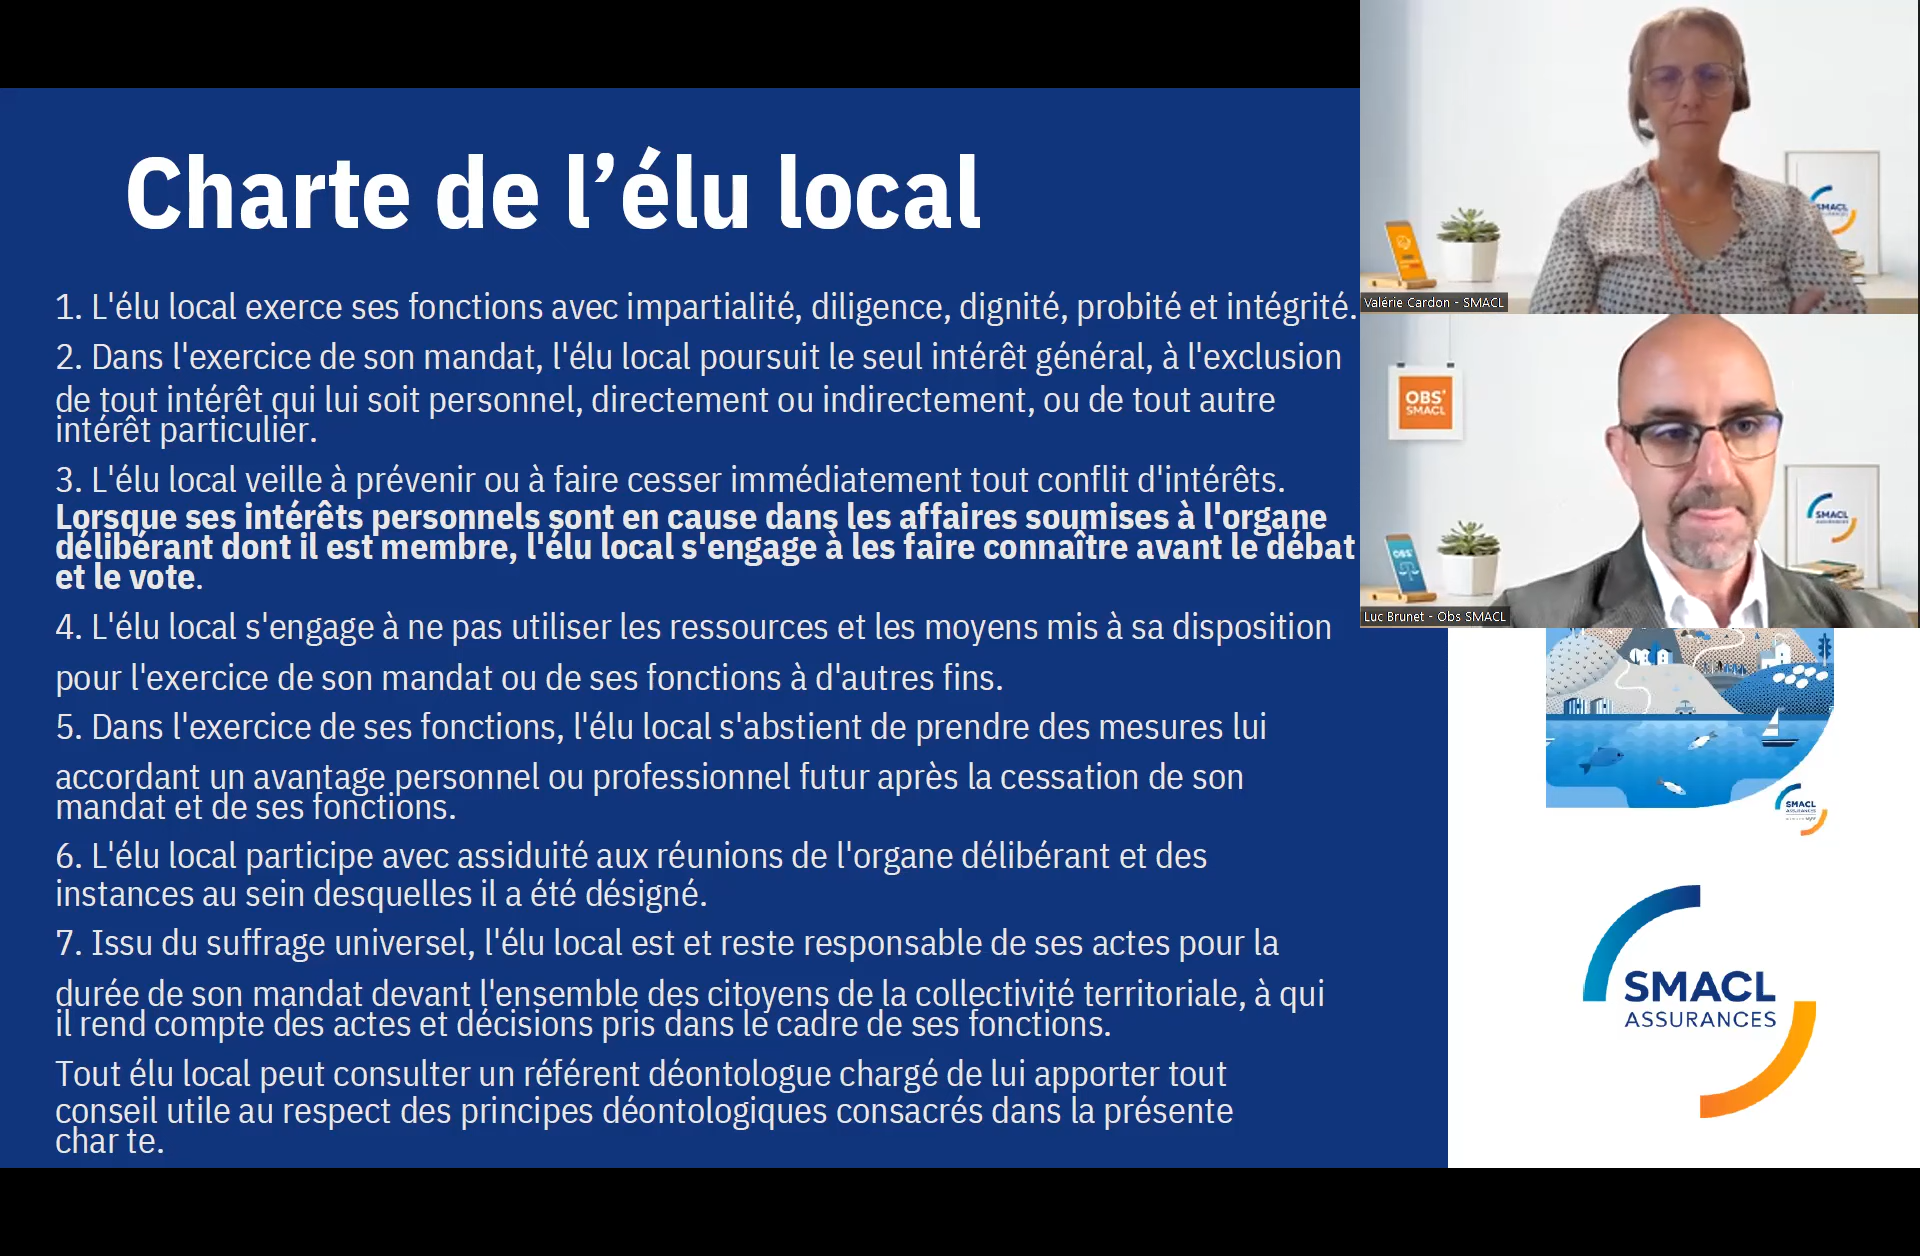 Charte de l’élu local
1. L'élu local exerce ses fonctions avec impartialité, diligence, dignité, probité et intégrité.
2. Dans l'exercice de son mandat, l'élu local poursuit le seul intérêt général, à l'exclusion
de tout intérêt qui lui soit personnel, directement ou indirectement, ou de tout autre
intérêt particulier.
3. L'élu local veille à prévenir ou à faire cesser immédiatement tout conflit d'intérêts.
Lorsque ses intérêts personnels sont en cause dans les affaires soumises à l'organe
délibérant dont il est membre, l'élu local s'engage à les faire connaître avant le débat
et le vote.
4. L'élu local s'engage à ne pas utiliser les ressources et les moyens mis à sa disposition
pour l'exercice de son mandat ou de ses fonctions à d'autres fins.
5. Dans l'exercice de ses fonctions, l'élu local s'abstient de prendre des mesures lui
accordant un avantage personnel ou professionnel futur après la cessation de son
mandat et de ses fonctions.
6. L'élu local participe avec assiduité aux réunions de l'organe délibérant et des
instances au sein desquelles il a été désigné.
7. Issu du suffrage universel, l'élu local est et reste responsable de ses actes pour la
durée de son mandat devant l'ensemble des citoyens de la collectivité territoriale, à qui
il rend compte des actes et décisions pris dans le cadre de ses fonctions.
Tout élu local peut consulter un référent déontologue chargé de lui apporter tout
conseil utile au respect des principes déontologiques consacrés dans la présente
char te.
SMACL
ASSURANCES
Valérie Cardon - SMACL
OBS'
SMACL
SMACL
OBS'
Luc Brunet - Obs SMACL
SMACL
ASSURANCES
SMACL
ASSURANCES